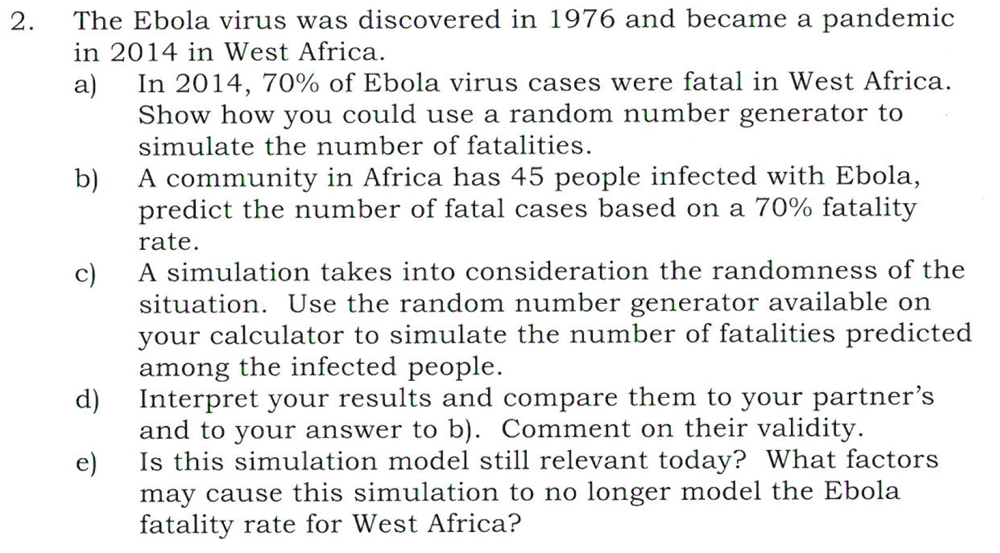 2. The Ebola virus was discovered in 1976 and became a pandemic
in 2014 in West Africa.
a) In 2014, 70% of Ebola virus cases were fatal in West Africa.
Show how you could use a random number generator to
simulate the number of fatalities.
b) A community in Africa has 45 people infected with Ebola,
predict the number of fatal cases based on a 70% fatality
rate.
c) A simulation takes into consideration the randomness of the
situation. Use the random number generator available on
your calculator to simulate the number of fatalities predicted
among the infected people.
d) Interpret your results and compare them to your partner's
and to your answer to b). Comment on their validity.
e) Is this simulation model still relevant today? What factors
may cause this simulation to no longer model the Ebola
fatality rate for West Africa?